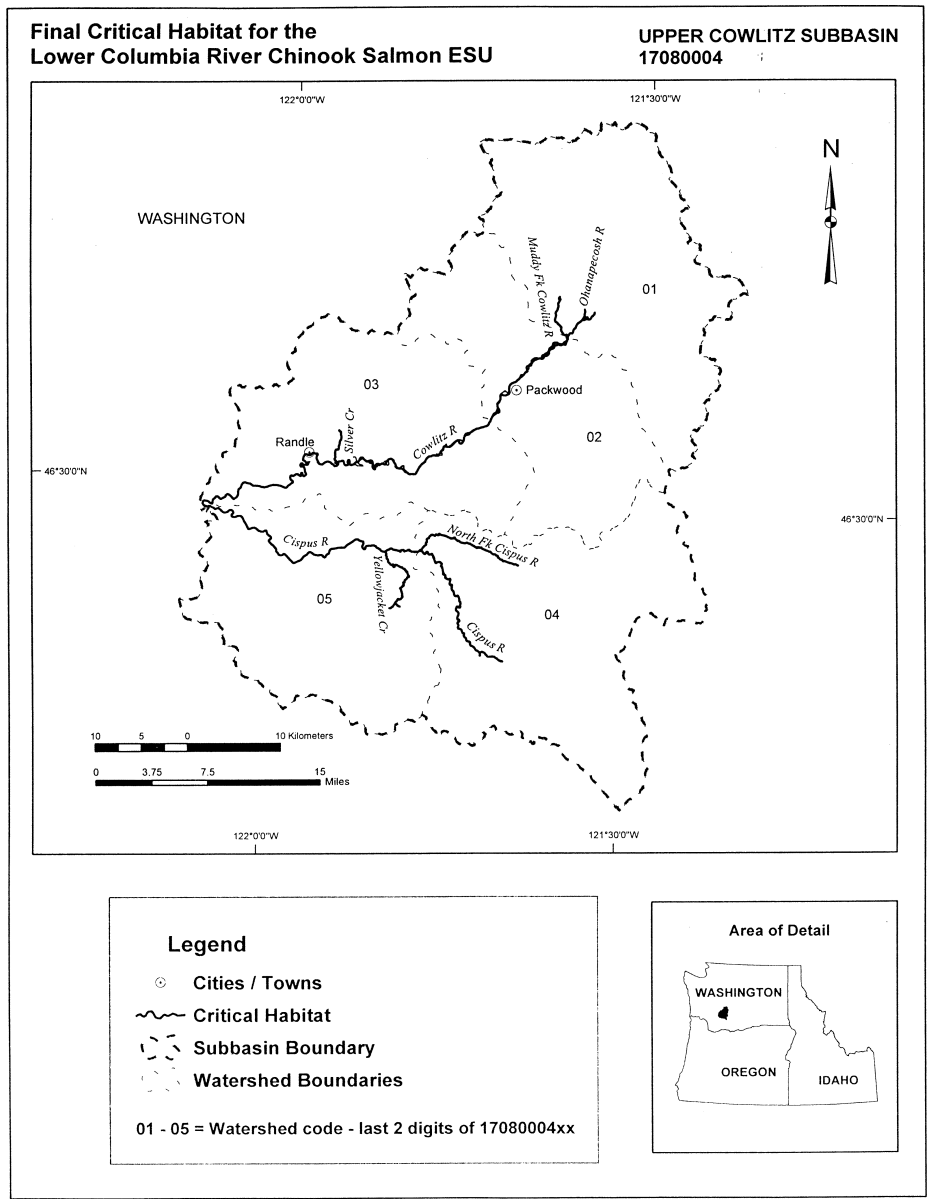 Final Critical Habitat for the
Lower Columbia River Chinook Salmon ESU
UPPER COWLITZ SUBBASIN
17080004
122°0'0"W
121°30'0"W
N
WASHINGTON
Muddy Fk Cowlitz R
Ohanapecosh R
01
03
Packwood
02
Silver Cr
Randle
Cowlitz R
46°30'0"N
46°30'0"N
Cispus R
North Fk Cispus R
Yellowjacket Cr
05
04
Cispus R
10 5 0 10 Kilometers
0 3.75 7.5 15
Miles
122°0'0"W
121°30'0"W
Legend
Cities / Towns
Critical Habitat
Subbasin Boundary
Watershed Boundaries
01 - 05 = Watershed code - last 2 digits of 17080004xx
Area of Detail
WASHINGTON
OREGON
IDAHO